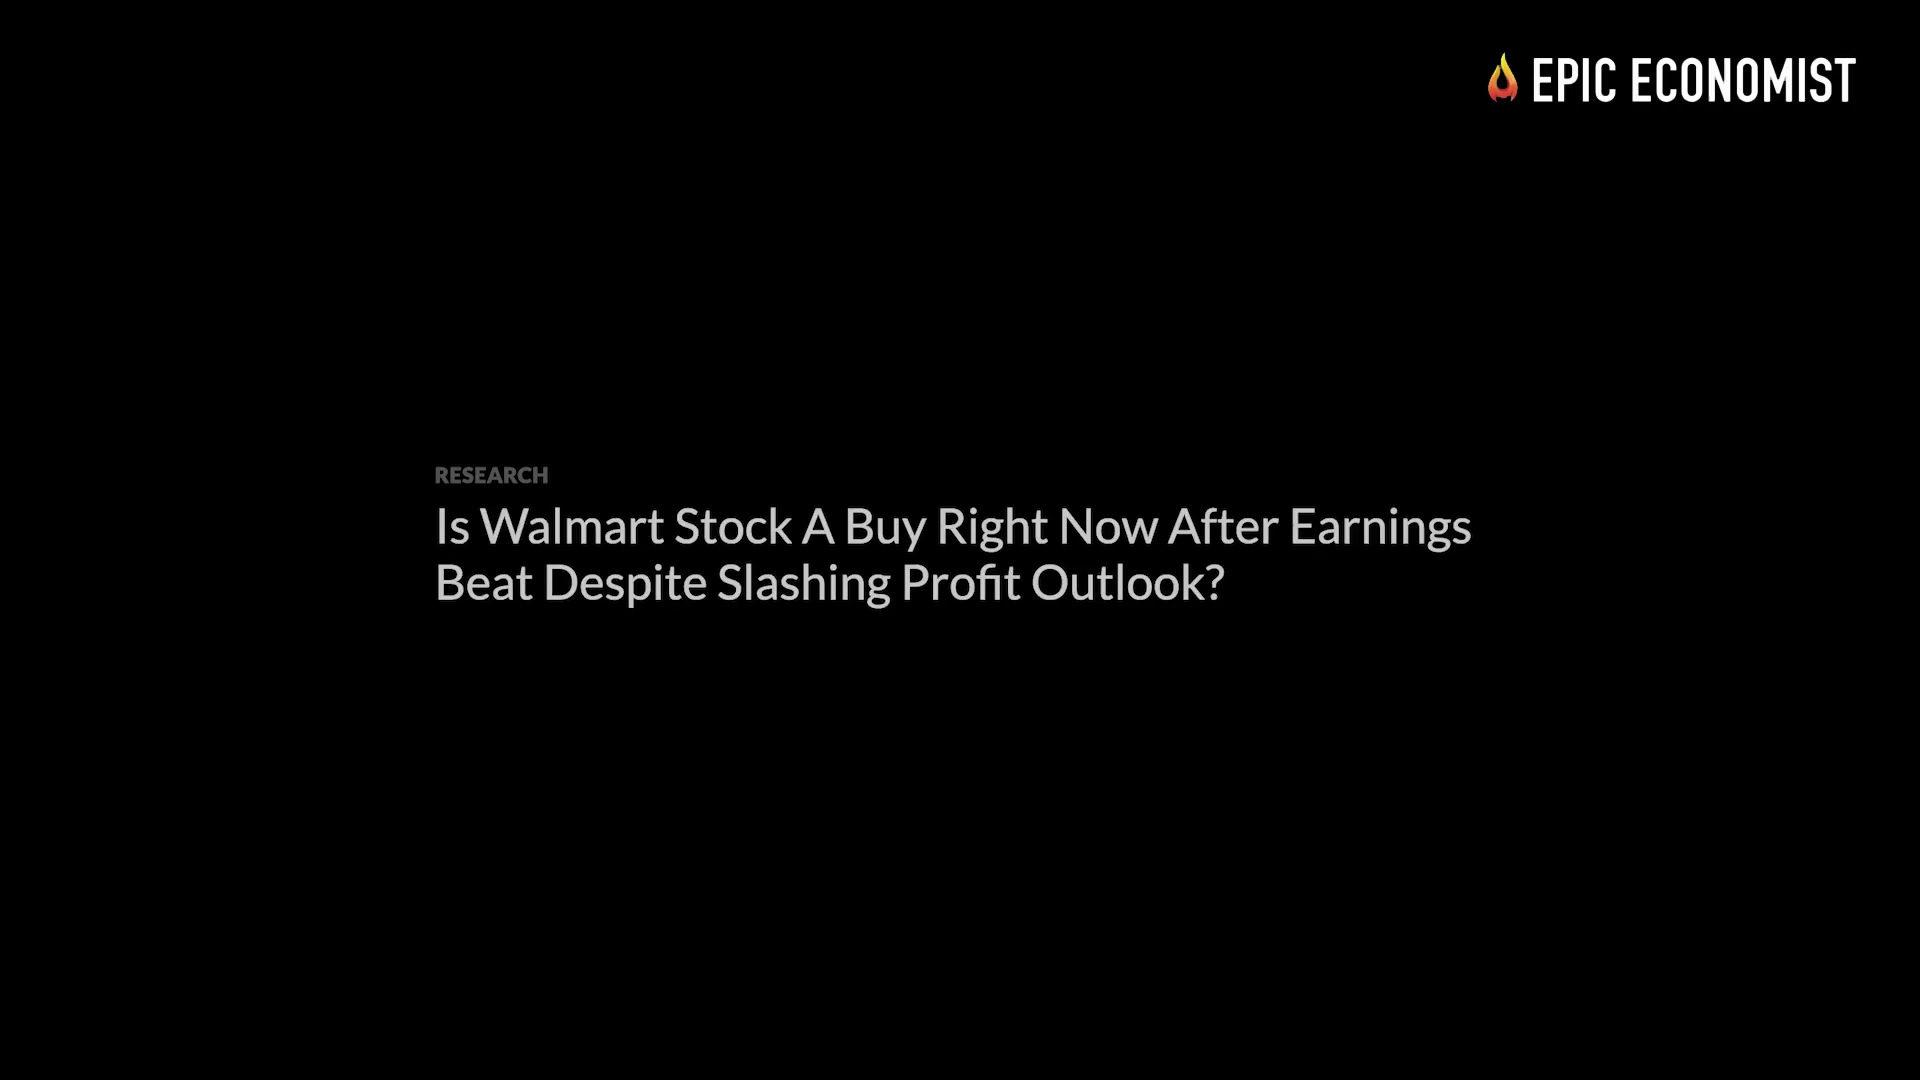 EPIC ECONOMIST
RESEARCH
Is Walmart Stock A Buy Right Now After Earnings
Beat Despite Slashing Profit Outlook?